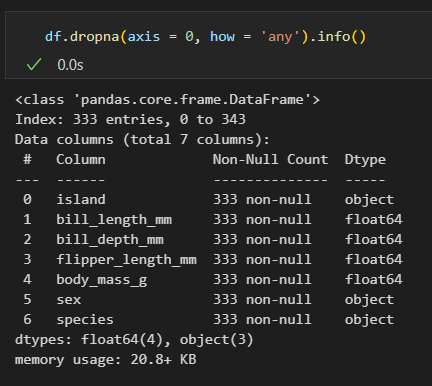 df.dropna(axis = 0, how = 'any').info()
0.0s
<class 'pandas.core.frame.DataFrame'>
Index: 333 entries, 0 to 343
Data columns (total 7 columns):
 #   Column             Non-Null Count  Dtype
---  ------             --------------  -----
 0   island             333 non-null    object
 1   bill_length_mm     333 non-null    float64
 2   bill_depth_mm      333 non-null    float64
 3   flipper_length_mm  333 non-null    float64
 4   body_mass_g        333 non-null    float64
 5   sex                333 non-null    object
 6   species            333 non-null    object
dtypes: float64(4), object(3)
memory usage: 20.8+ KB